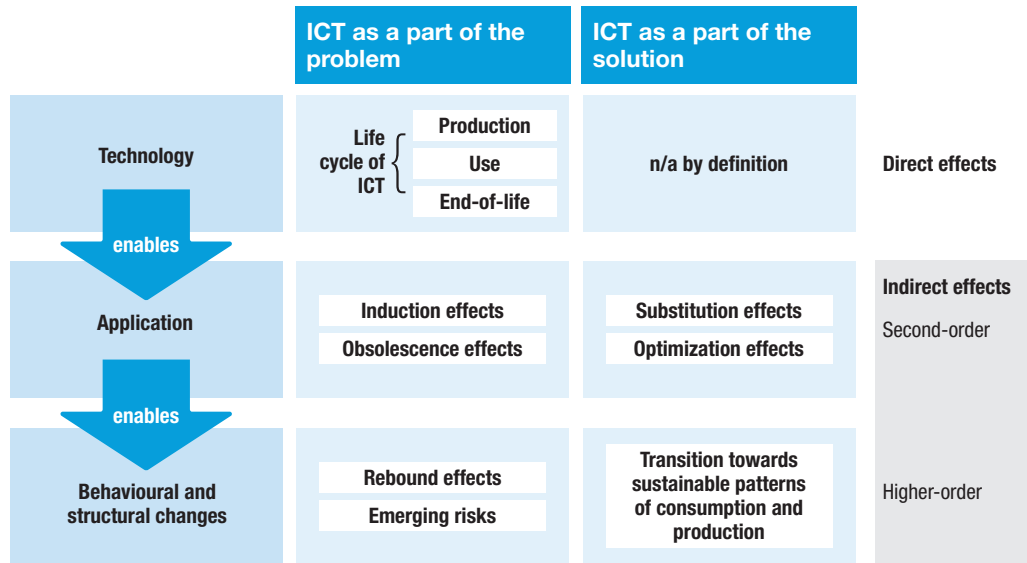 ICT as a part of the
problem
ICT as a part of the
solution
Technology
Life
cycle of
ICT
Production
Use
End-of-life
n/a by definition
Direct effects
enables
Application
Induction effects
Obsolescence effects
Substitution effects
Optimization effects
Indirect effects
Second-order
enables
Behavioural and
structural changes
Rebound effects
Emerging risks
Transition towards
sustainable patterns
of consumption and
production
Higher-order